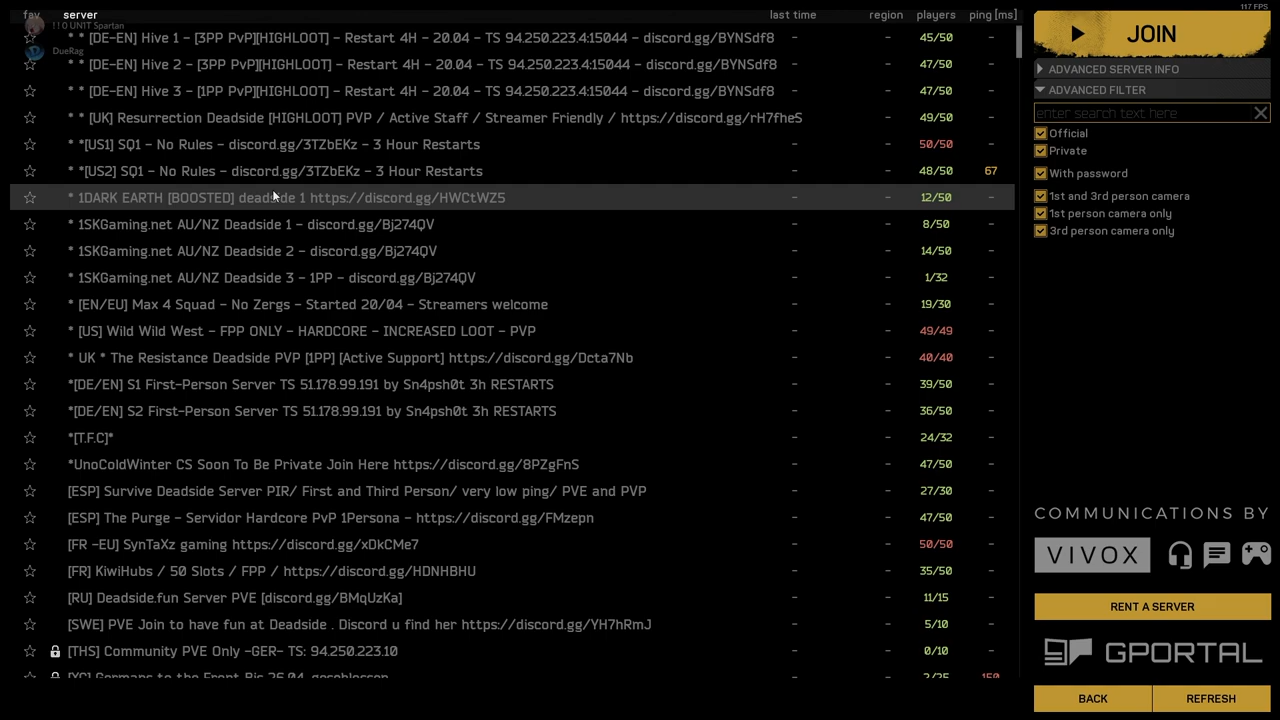 117 FPS
fav server last time region players ping [ms]
!!0 UN1T Spartan
DueRag
* * [DE-EN] Hive 1 - [3PP PvP][HIGHLOOT] - Restart 4H - 20.04 - TS 94.250.223.4:15044 - discord.gg/BYNSdf8 - - 45/50 -
* * [DE-EN] Hive 2 - [3PP PvP][HIGHLOOT] - Restart 4H - 20.04 - TS 94.250.223.4:15044 - discord.gg/BYNSdf8 - - 47/50 -
* * [DE-EN] Hive 3 - [1PP PvP][HIGHLOOT] - Restart 4H - 20.04 - TS 94.250.223.4:15044 - discord.gg/BYNSdf8 - - 47/50 -
* * [UK] Resurrection Deadside [HIGHLOOT] PVP / Active Staff / Streamer Friendly / https://discord.gg/rH7fheS - - 49/50 -
* *[US1] SQ1 - No Rules - discord.gg/3TZbEKz - 3 Hour Restarts - - 50/50 -
* *[US2] SQ1 - No Rules - discord.gg/3TZbEKz - 3 Hour Restarts - - 48/50 67
* 1DARK EARTH [BOOSTED] deadside 1 https://discord.gg/HWCtWZ5 - - 12/50 -
* 1SKGaming.net AU/NZ Deadside 1 - discord.gg/Bj274QV - - 8/50 -
* 1SKGaming.net AU/NZ Deadside 2 - discord.gg/Bj274QV - - 14/50 -
* 1SKGaming.net AU/NZ Deadside 3 - 1PP - discord.gg/Bj274QV - - 1/32 -
* [EN/EU] Max 4 Squad - No Zergs - Started 20/04 - Streamers welcome - - 19/30 -
* [US] Wild Wild West - FPP ONLY - HARDCORE - INCREASED LOOT - PVP - - 49/49 -
* UK * The Resistance Deadside PVP [1PP] [Active Support] https://discord.gg/Dcta7Nb - - 40/40 -
*[DE/EN] S1 First-Person Server TS 51.178.99.191 by Sn4psh0t 3h RESTARTS - - 39/50 -
*[DE/EN] S2 First-Person Server TS 51.178.99.191 by Sn4psh0t 3h RESTARTS - - 36/50 -
*[T.F.C]* - - 24/32 -
*UnoColdWinter CS Soon To Be Private Join Here https://discord.gg/8PZgFnS - - 47/50 -
[ESP] Survive Deadside Server PIR/ First and Third Person/ very low ping/ PVE and PVP - - 27/30 -
[ESP] The Purge - Servidor Hardcore PvP 1Persona - https://discord.gg/FMzepn - - 47/50 -
[FR -EU] SynTaXz gaming https://discord.gg/xDkCMe7 - - 50/50 -
[FR] KiwiHubs / 50 Slots / FPP / https://discord.gg/HDNHBHU - - 35/50 -
[RU] Deadside.fun Server PVE [discord.gg/BMqUzKa] - - 11/15 -
[SWE] PVE Join to have fun at Deadside . Discord u find her https://discord.gg/YH7hRmJ - - 5/10 -
[THS] Community PVE Only -GER- TS: 94.250.223.10 - - 0/10 -
[YG] Germans to the Front Bis 26.04. geschlossen - - 2/25 150
JOIN
ADVANCED SERVER INFO
ADVANCED FILTER
enter search text here
Official
Private
With password
1st and 3rd person camera
1st person camera only
3rd person camera only
COMMUNICATIONS BY
VIVOX
RENT A SERVER
GPORTAL
BACK REFRESH